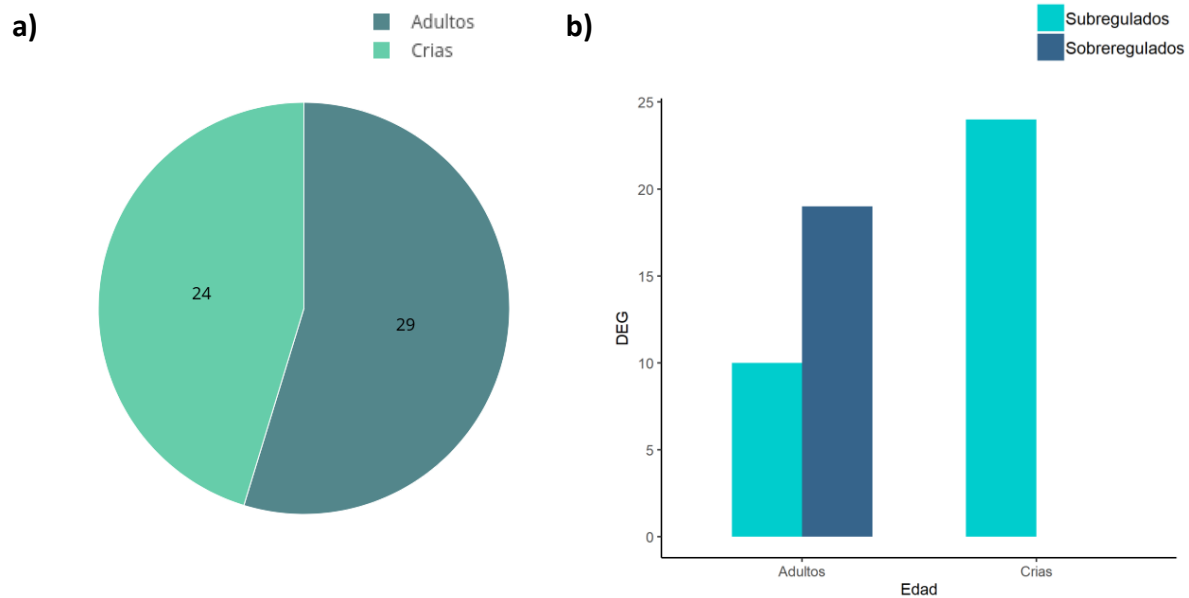 a)
Adultos
Crias
24
29
b)
Subregulados
Sobreregulados
25
20
15
10
5
0
DEG
Adultos
Crias
Edad